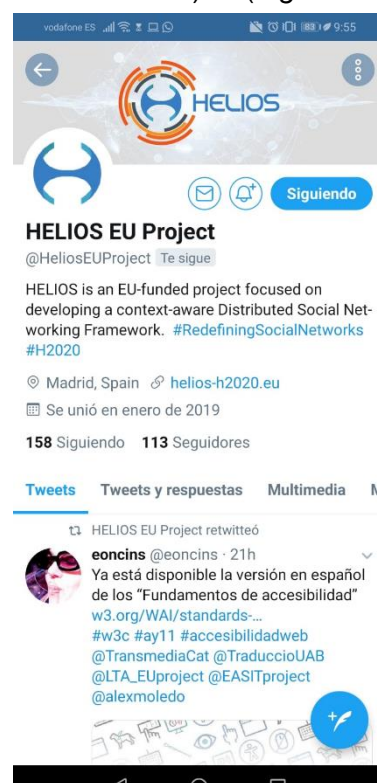 vodafone ES
83
9:55
HELIOS
Siguiendo
HELIOS EU Project
@HeliosEUProject Te sigue
HELIOS is an EU-funded project focused on
developing a context-aware Distributed Social Net-
working Framework. #RedefiningSocialNetworks
#H2020
Madrid, Spain helios-h2020.eu
Se unió en enero de 2019
158 Siguiendo 113 Seguidores
Tweets Tweets y respuestas Multimedia
HELIOS EU Project retwitteó
eoncins @eoncins · 21h
Ya está disponible la versión en español
de los “Fundamentos de accesibilidad”
w3.org/WAI/standards-…
#w3c #ay11 #accesibilidadweb
@TransmediaCat @TraduccioUAB
@LTA_EUproject @EASITproject
@alexmoledo